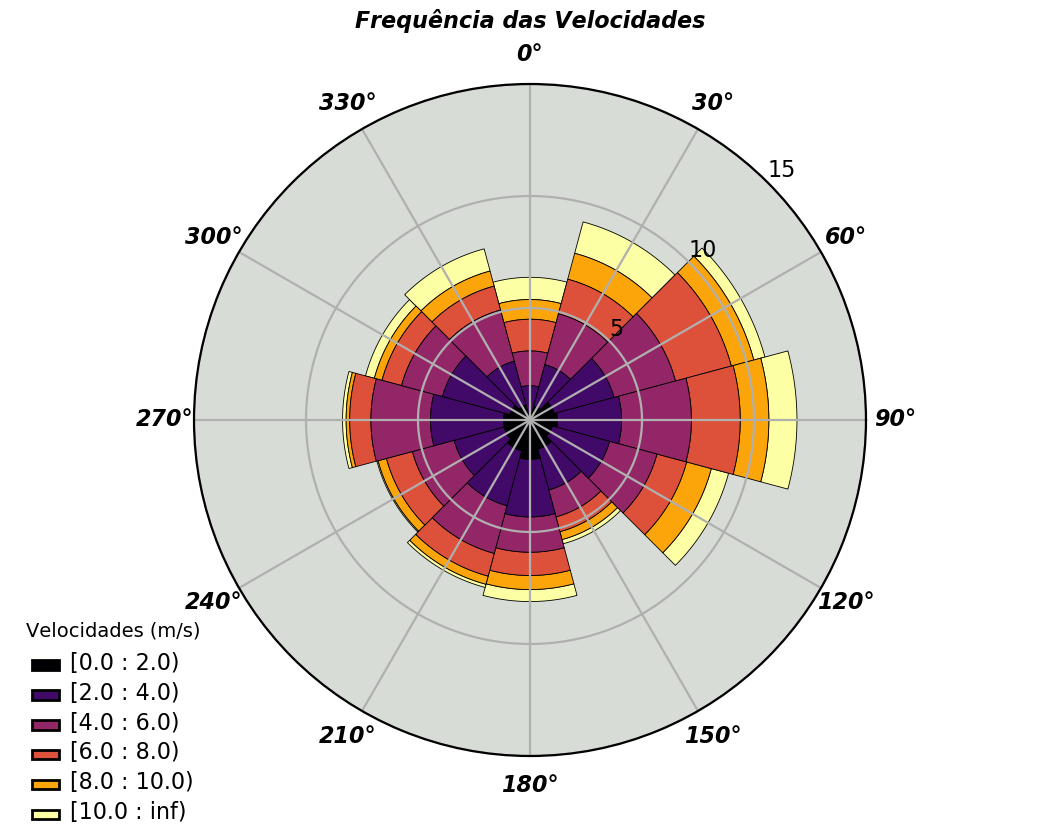 Frequência das Velocidades
0°
30°
60°
90°
120°
150°
180°
210°
240°
270°
300°
330°
5
10
15
Velocidades (m/s)
[0.0 : 2.0)
[2.0 : 4.0)
[4.0 : 6.0)
[6.0 : 8.0)
[8.0 : 10.0)
[10.0 : inf)